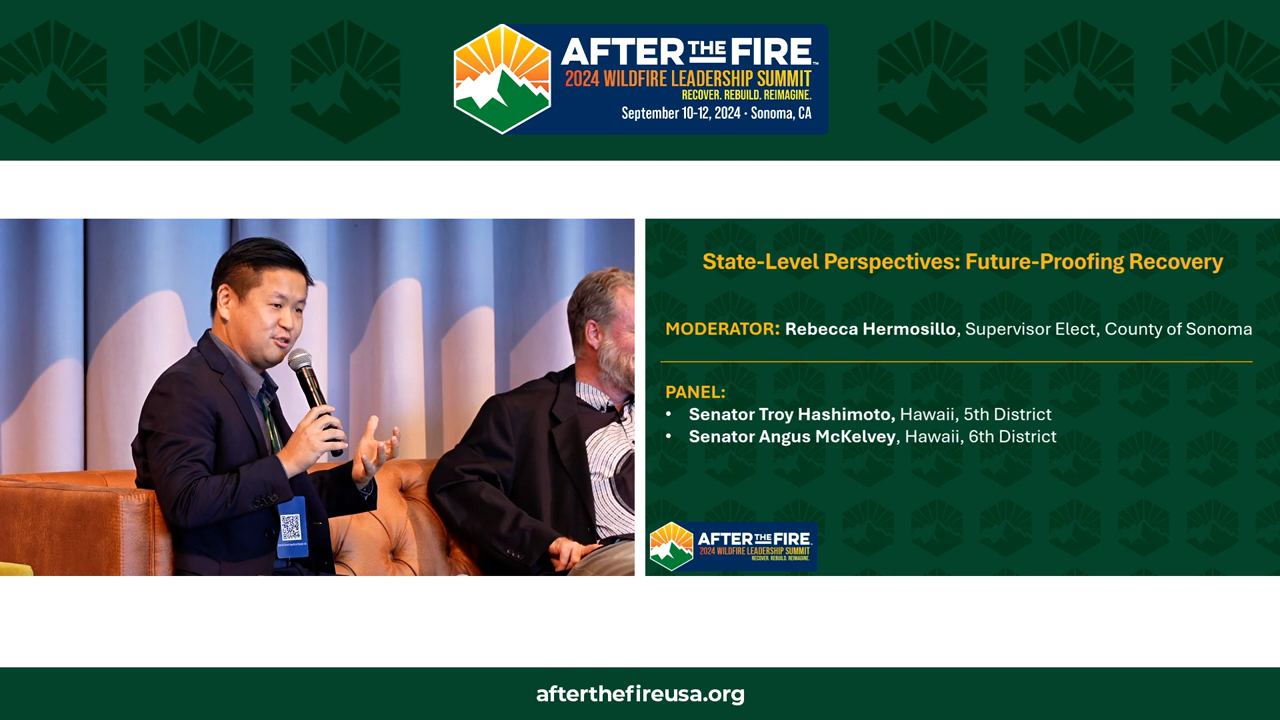 AFTER THE FIRE™
2024 WILDFIRE LEADERSHIP SUMMIT
RECOVER. REBUILD. REIMAGINE.
September 10-12, 2024 · Sonoma, CA
State-Level Perspectives: Future-Proofing Recovery
MODERATOR: Rebecca Hermosillo, Supervisor Elect, County of Sonoma
PANEL:
• Senator Troy Hashimoto, Hawaii, 5th District
• Senator Angus McKelvey, Hawaii, 6th District
AFTER THE FIRE
2024 WILDFIRE LEADERSHIP SUMMIT
RECOVER. REBUILD. REIMAGINE.
afterthefireusa.org